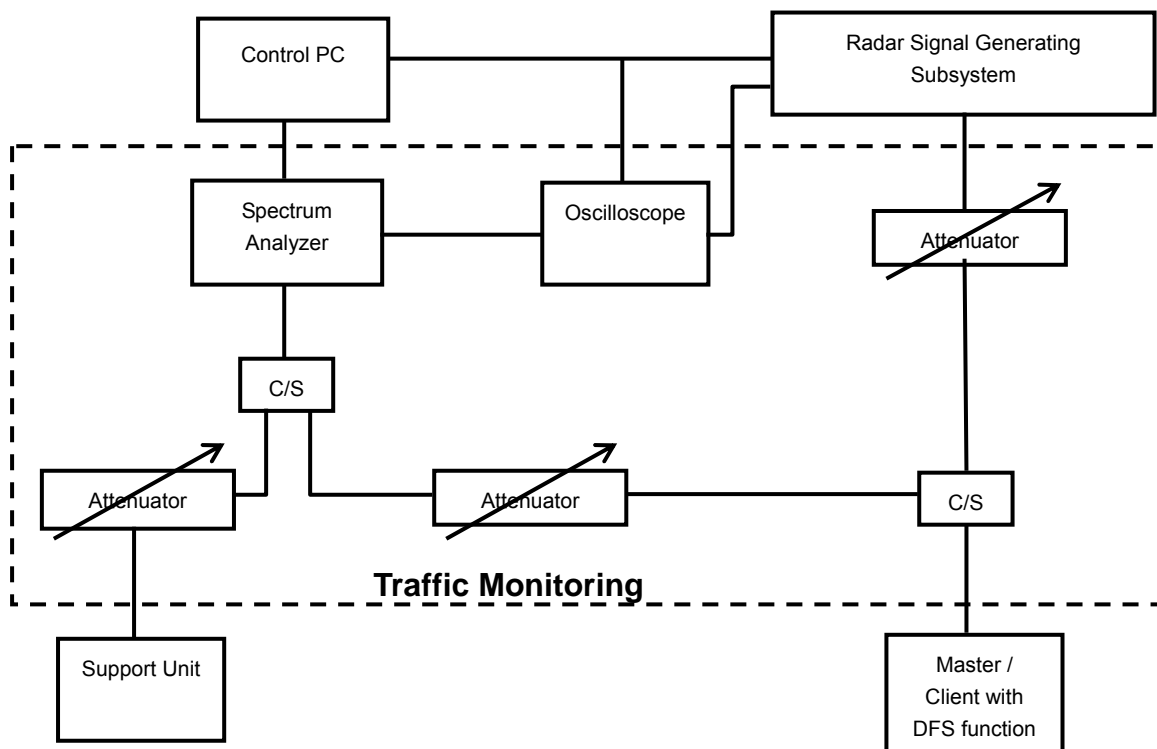 Control PC
Radar Signal Generating
Subsystem
Spectrum
Analyzer
Oscilloscope
Attenuator
C/S
Attenuator
Attenuator
C/S
Traffic Monitoring
Support Unit
Master /
Client with
DFS function